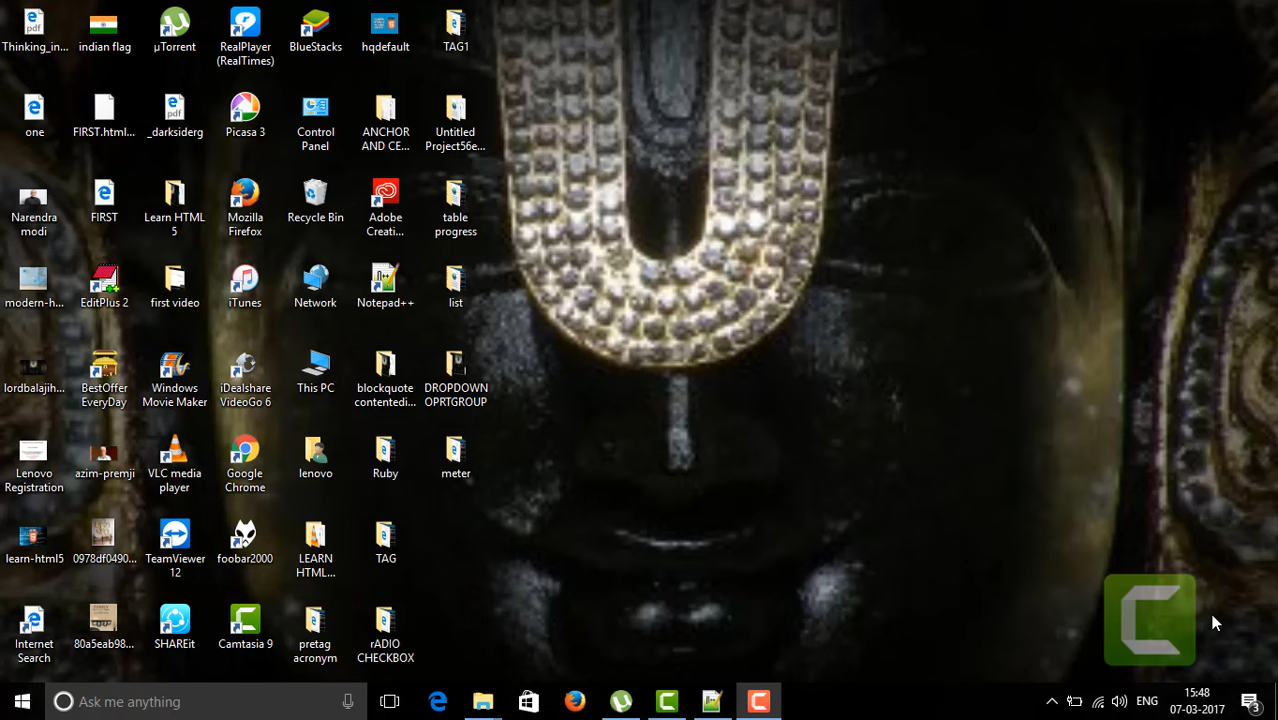 Thinking_in...
indian flag
µTorrent
RealPlayer
(RealTimes)
BlueStacks
hqdefault
TAG1
one
FIRST.html...
_darksiderg
Picasa 3
Control
Panel
ANCHOR
AND CE...
Untitled
Project56e...
Narendra
modi
FIRST
Learn HTML
5
Mozilla
Firefox
Recycle Bin
Adobe
Creati...
table
progress
modern-h...
EditPlus 2
first video
iTunes
Network
Notepad++
list
lordbalajih...
BestOffer
EveryDay
Windows
Movie Maker
iDealshare
VideoGo 6
This PC
blockquote
contentedi...
DROPDOWN
OPRTGROUP
Lenovo
Registration
azim-premji
VLC media
player
Google
Chrome
lenovo
Ruby
meter
learn-html5
0978df0490...
TeamViewer
12
foobar2000
LEARN
HTML...
TAG
Internet
Search
80a5eab98...
SHAREit
Camtasia 9
pretag
acronym
rADIO
CHECKBOX
Ask me anything
ENG
15:48
07-03-2017
3